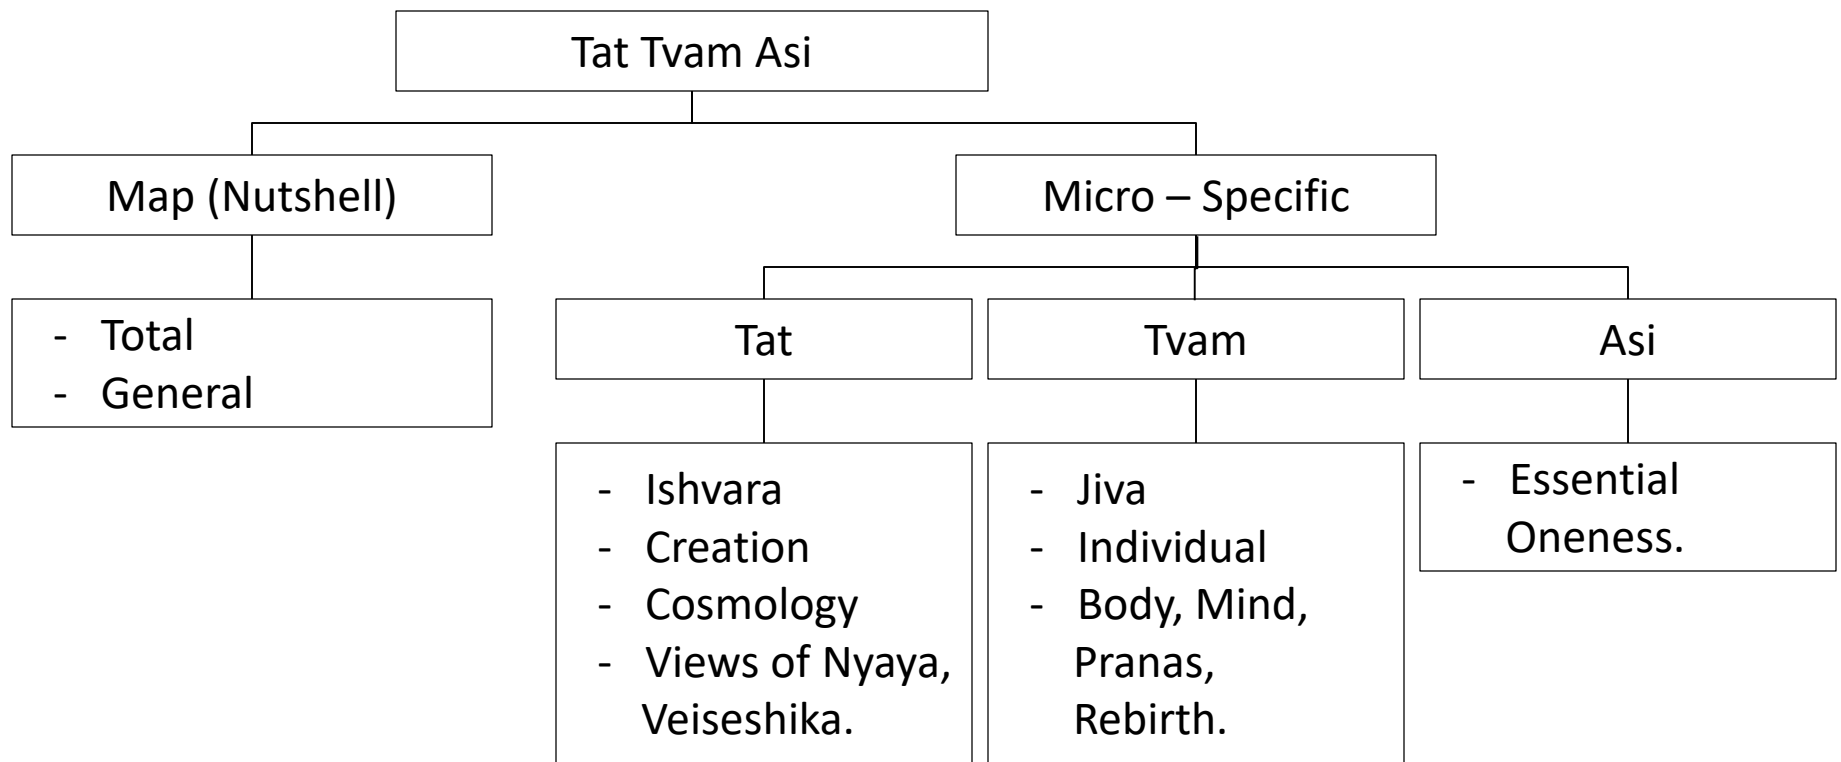 Tat Tvam Asi
Map (Nutshell)
Micro – Specific
- Total
- General
Tat
Tvam
Asi
- Ishvara
- Creation
- Cosmology
- Views of Nyaya,
Veiseshika.
- Jiva
- Individual
- Body, Mind,
Pranas,
Rebirth.
- Essential
Oneness.